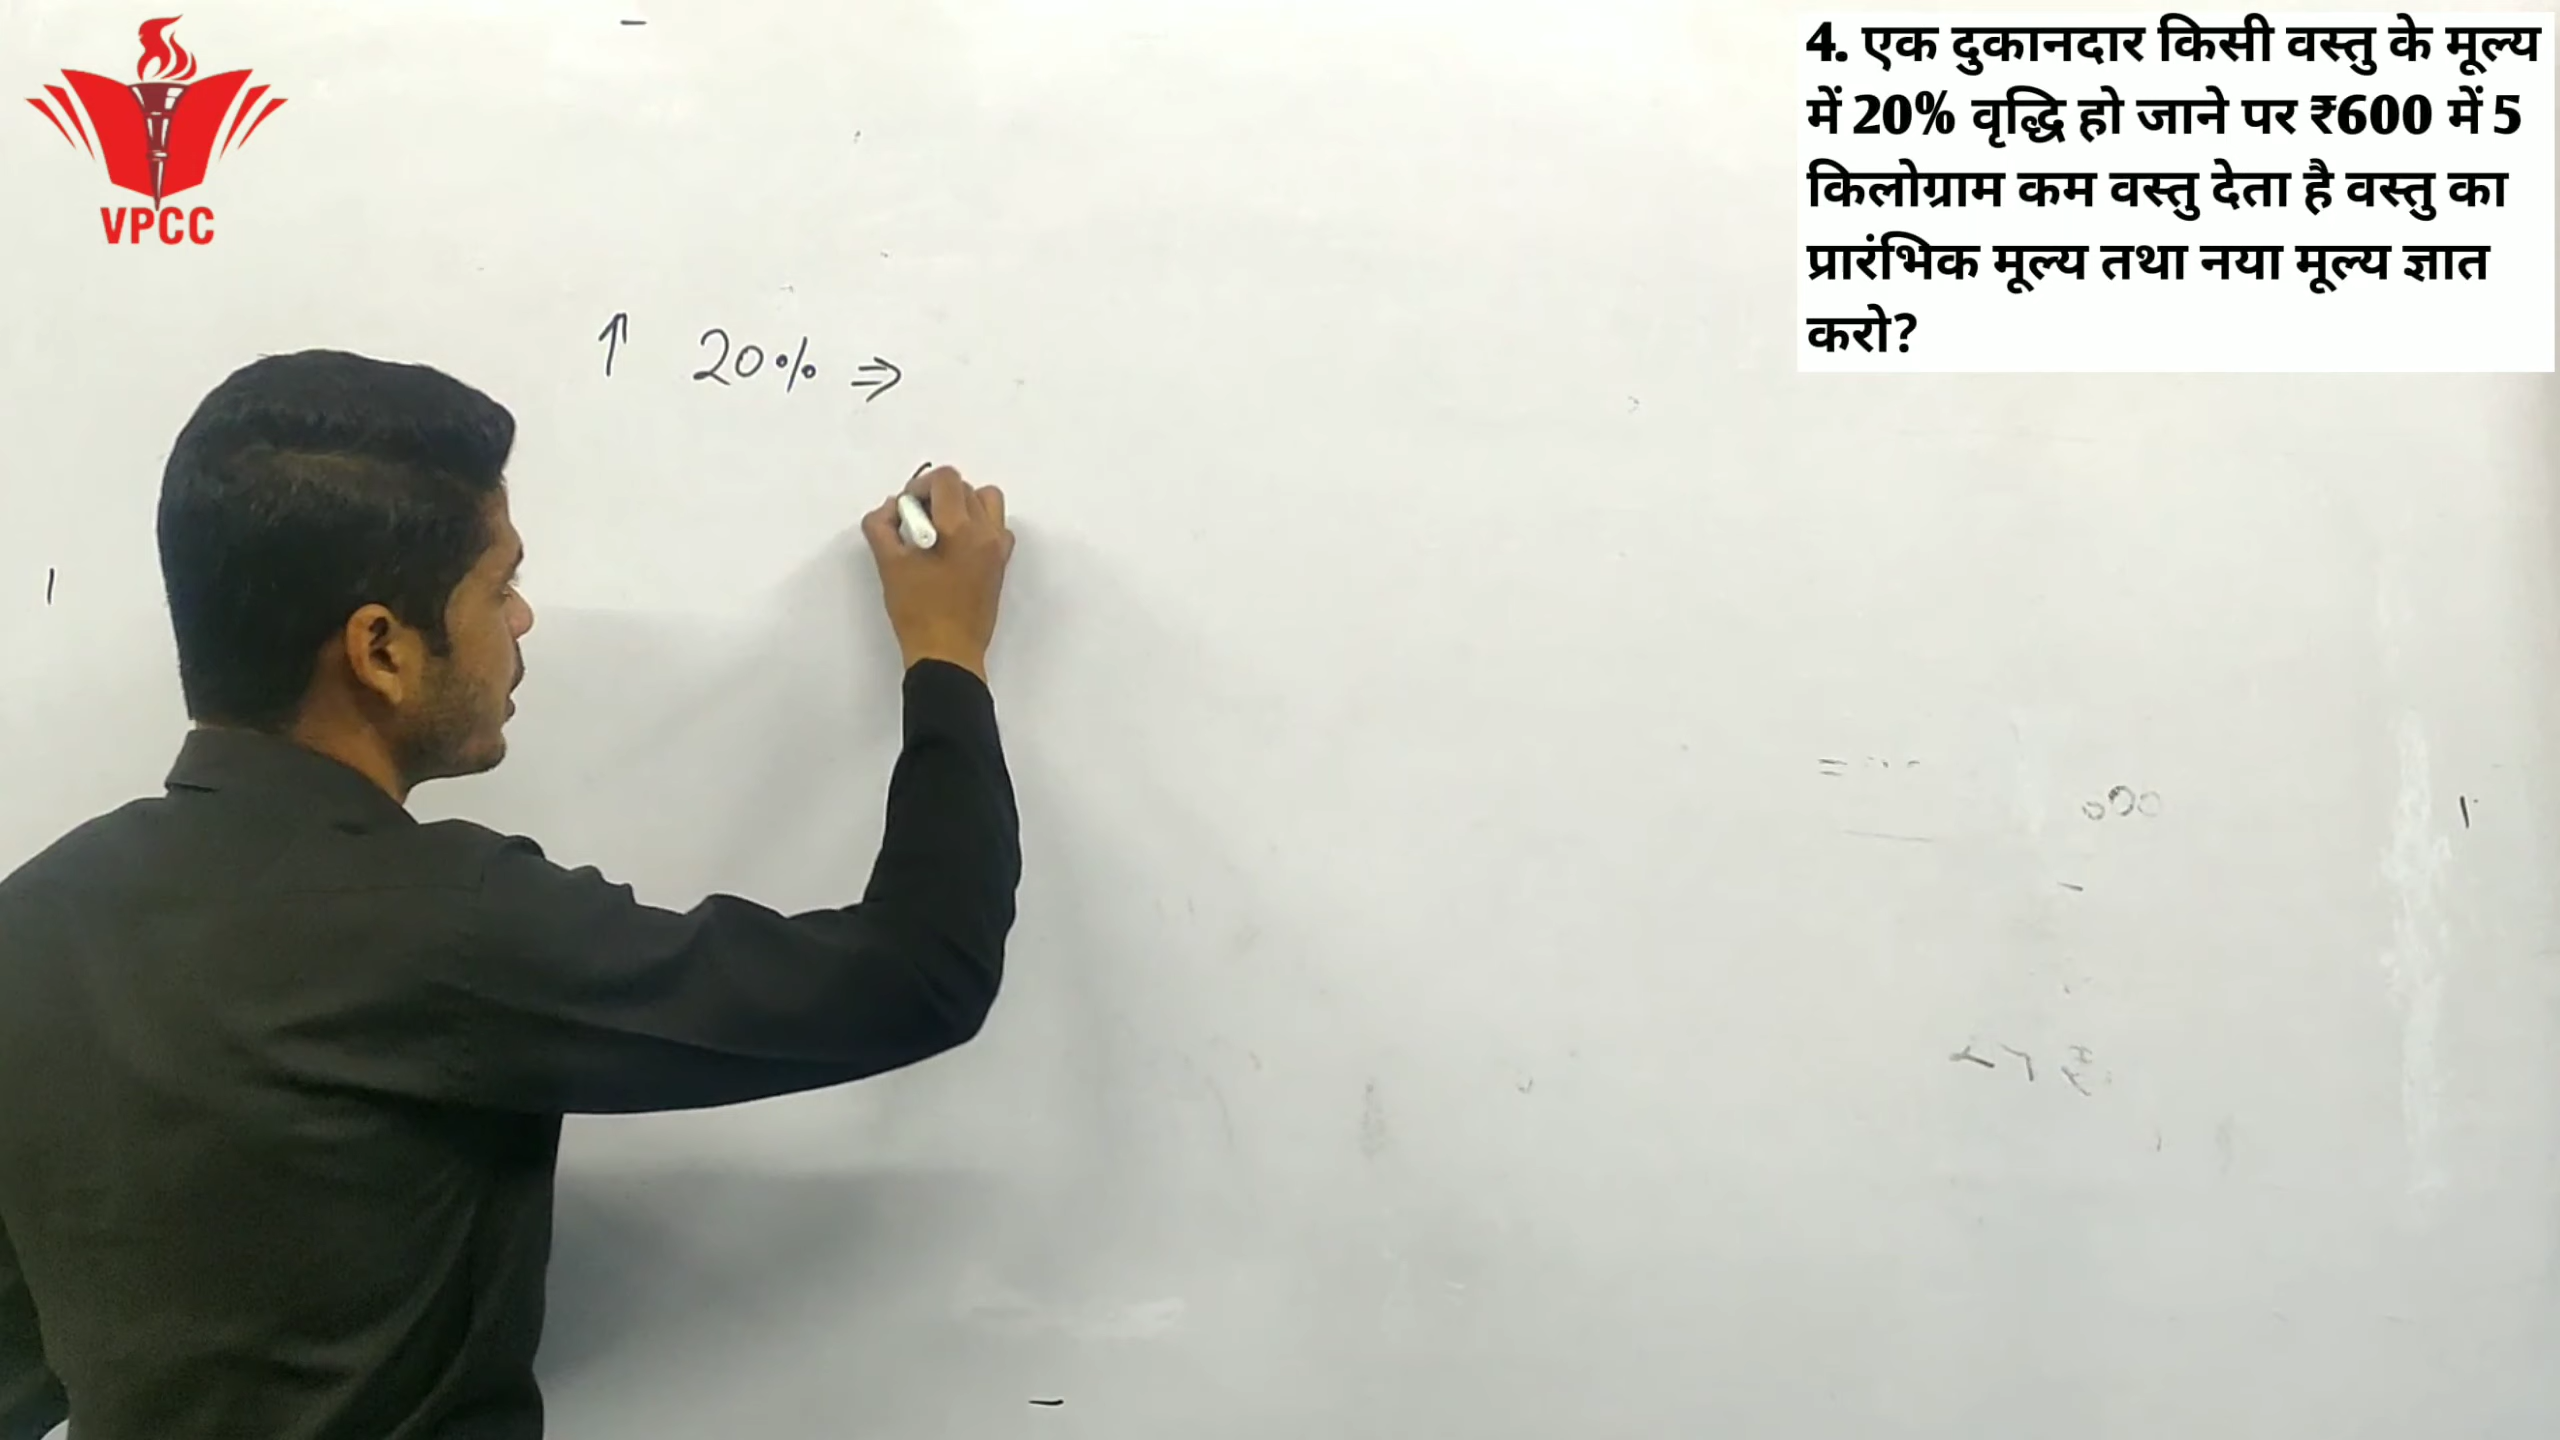 VPCC
4. एक दुकानदार किसी वस्तु के मूल्य
में 20% वृद्धि हो जाने पर ₹600 में 5
किलोग्राम कम वस्तु देता है वस्तु का
प्रारंभिक मूल्य तथा नया मूल्य ज्ञात
करो?
↑ 20% ⇒